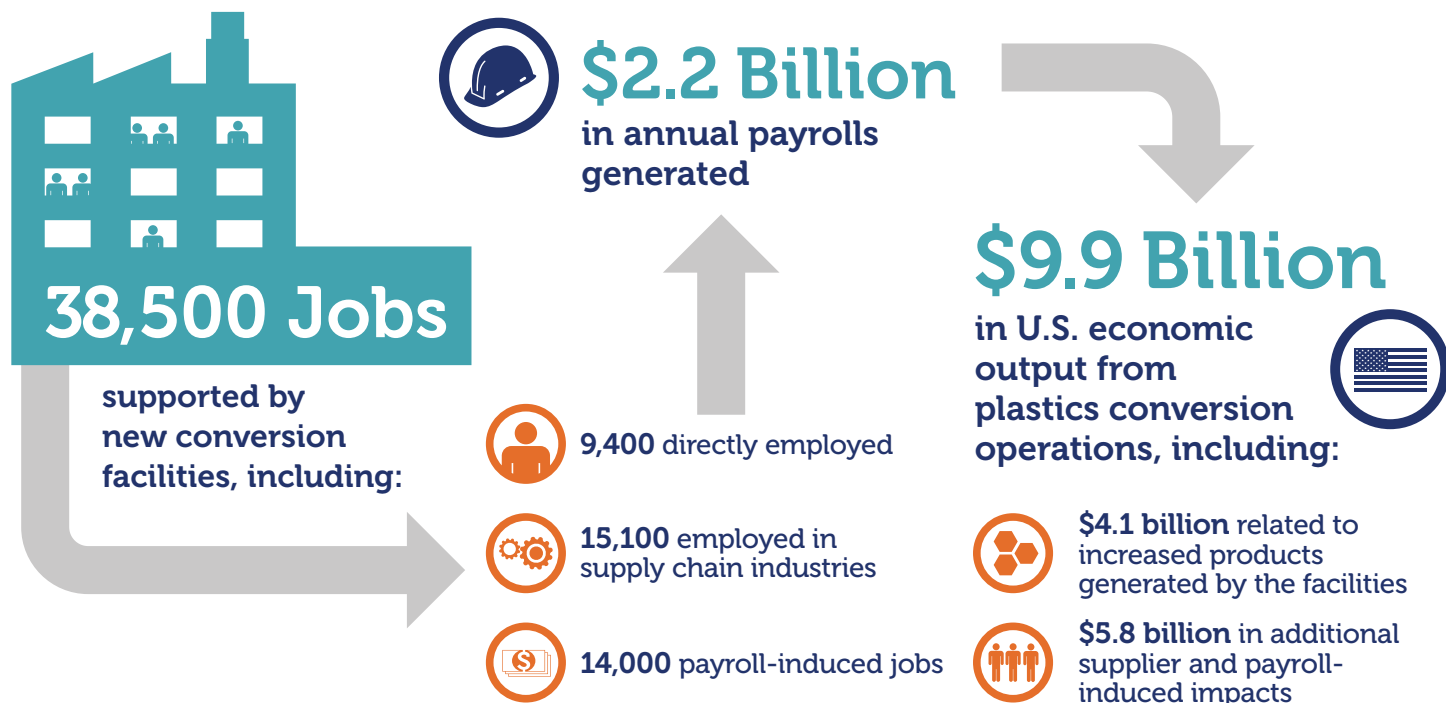 38,500 Jobs
supported by
new conversion
facilities, including:
9,400 directly employed
15,100 employed in
supply chain industries
14,000 payroll-induced jobs
$2.2 Billion
in annual payrolls
generated
$9.9 Billion
in U.S. economic
output from
plastics conversion
operations, including:
$4.1 billion related to
increased products
generated by the facilities
$5.8 billion in additional
supplier and payroll-
induced impacts